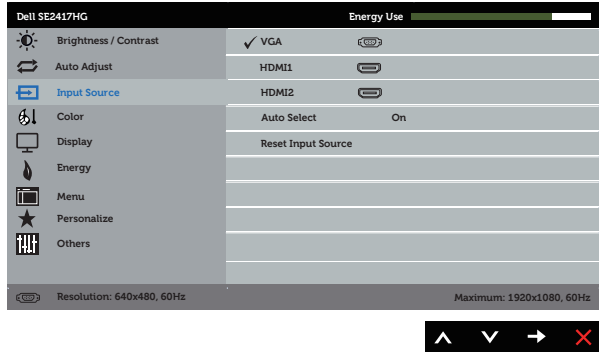 Dell SE2417HG Energy Use
Brightness / Contrast
Auto Adjust
Input Source
Color
Display
Energy
Menu
Personalize
Others
VGA
HDMI1
HDMI2
Auto Select On
Reset Input Source
Resolution: 640x480, 60Hz Maximum: 1920x1080, 60Hz